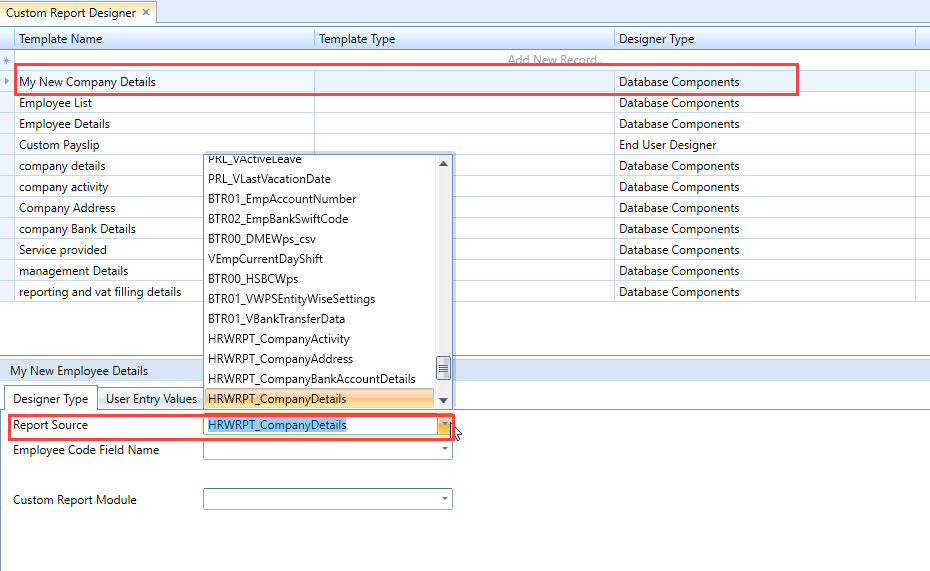 Custom Report Designer ×
Template Name Template Type Designer Type
Add New Record..
My New Company Details Database Components
Employee List Database Components
Employee Details Database Components
Custom Payslip End User Designer
company details Database Components
company activity Database Components
Company Address Database Components
company Bank Details Database Components
Service provided Database Components
management Details Database Components
reporting and vat filling details Database Components
PRL_VActiveLeave
PRL_VLastVacationDate
BTR01_EmpAccountNumber
BTR02_EmpBankSwiftCode
BTR00_DMEWps_csv
VEmpCurrentDayShift
BTR00_HSBCWps
BTR01_VWPSEntityWiseSettings
BTR01_VBankTransferData
HRWRPT_CompanyActivity
HRWRPT_CompanyAddress
HRWRPT_CompanyBankAccountDetails
HRWRPT_CompanyDetails
My New Employee Details
Designer Type User Entry Values
Report Source HRWRPT_CompanyDetails
Employee Code Field Name
Custom Report Module